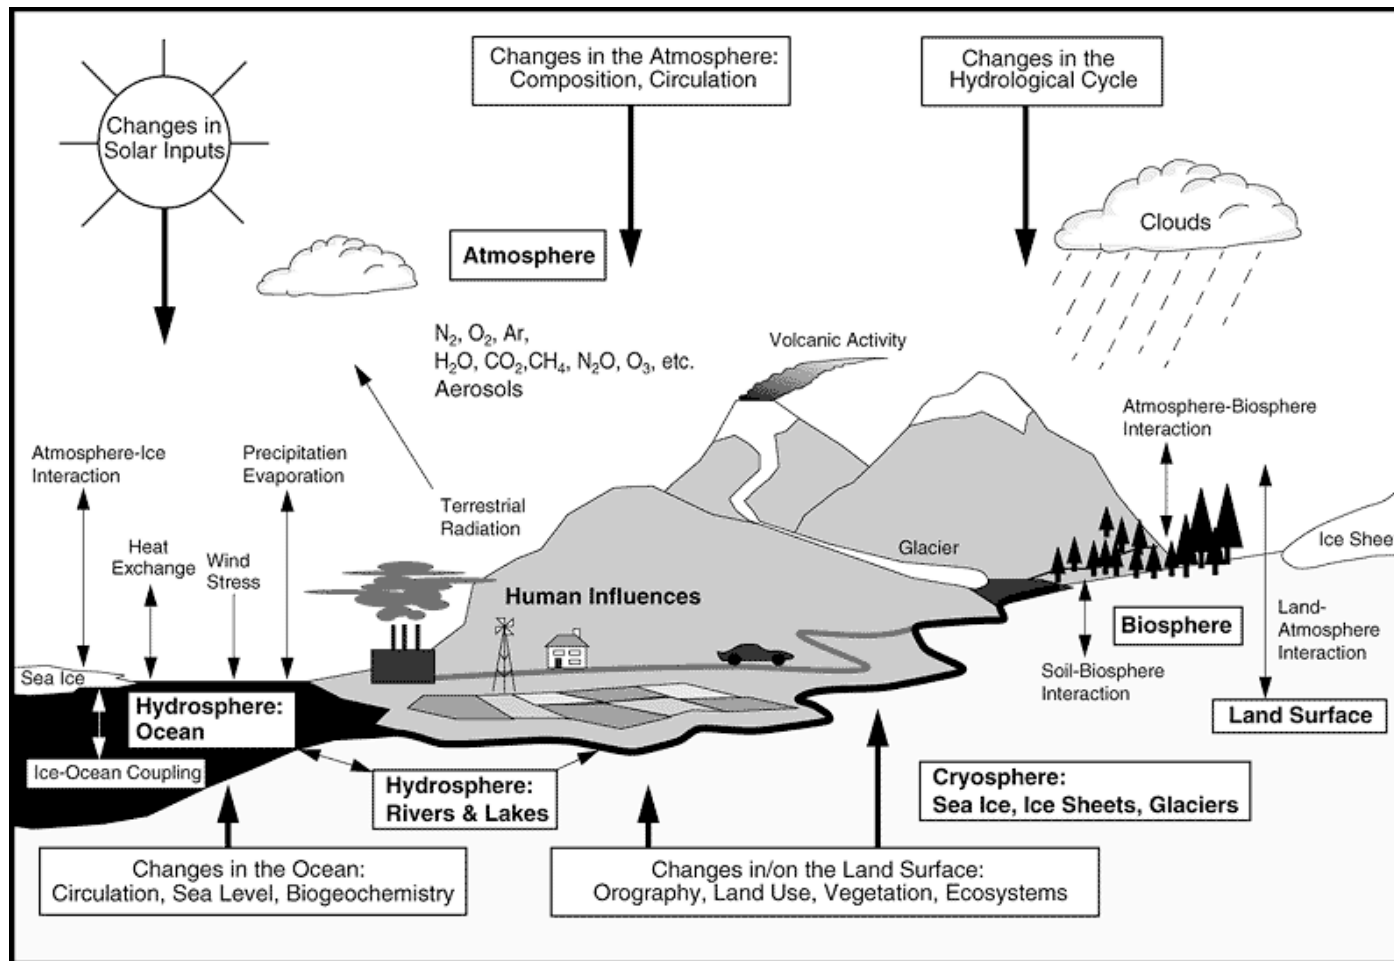 Changes in the Atmosphere:
Composition, Circulation
Changes in the
Hydrological Cycle
Changes in
Solar Inputs
Clouds
Atmosphere
N₂, O₂, Ar,
H₂O, CO₂,CH₄, N₂O, O₃, etc.
Aerosols
Volcanic Activity
Atmosphere-Biosphere
Interaction
Atmosphere-Ice
Interaction
Precipitation
Evaporation
Terrestrial
Radiation
Heat
Exchange
Wind
Stress
Glacier
Ice Shee
Human Influences
Biosphere
Land-
Atmosphere
Interaction
Soil-Biosphere
Interaction
Sea Ice
Hydrosphere:
Ocean
Land Surface
Ice-Ocean Coupling
Hydrosphere:
Rivers & Lakes
Cryosphere:
Sea Ice, Ice Sheets, Glaciers
Changes in the Ocean:
Circulation, Sea Level, Biogeochemistry
Changes in/on the Land Surface:
Orography, Land Use, Vegetation, Ecosystems